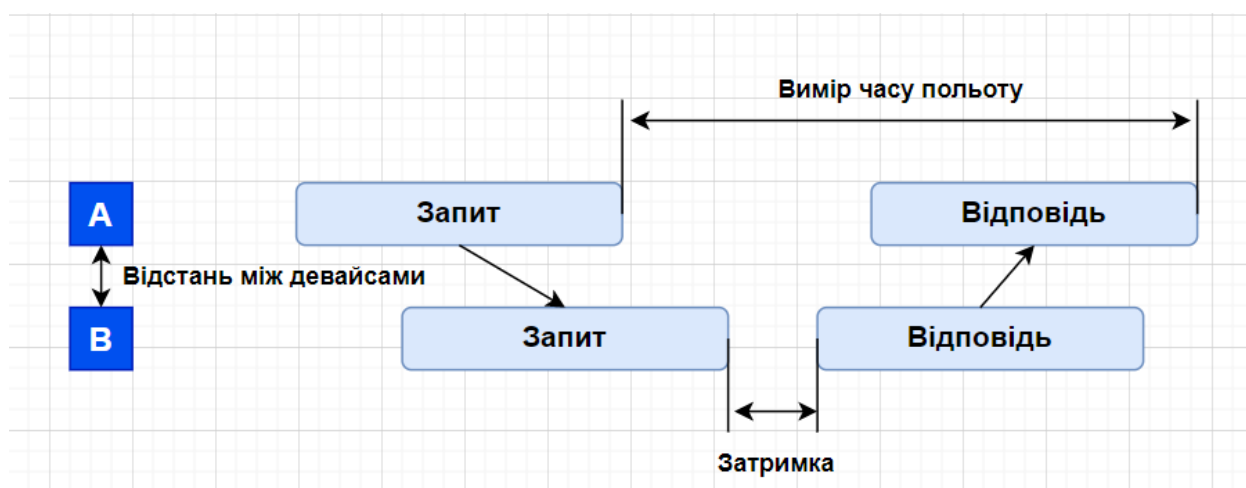 Вимір часу польоту
A
Запит
Відповідь
Відстань між девайсами
B
Запит
Відповідь
Затримка